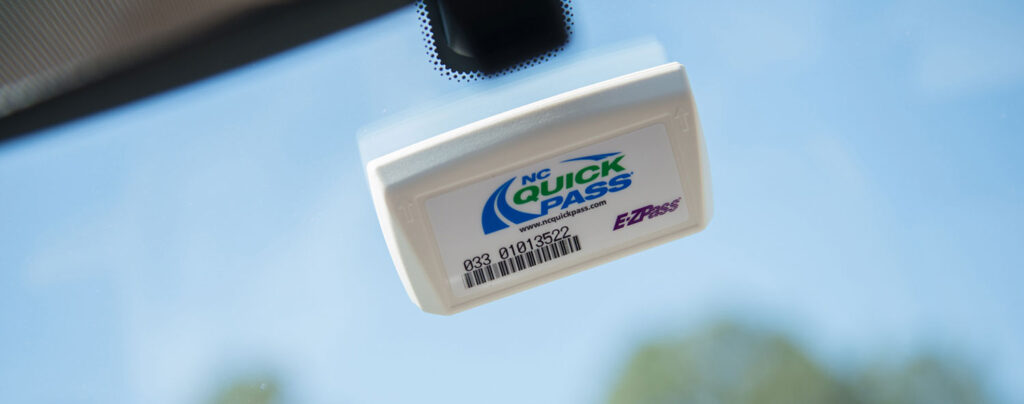 NC
QUICK
PASS
www.ncquickpass.com
E-ZPass
033 01013522